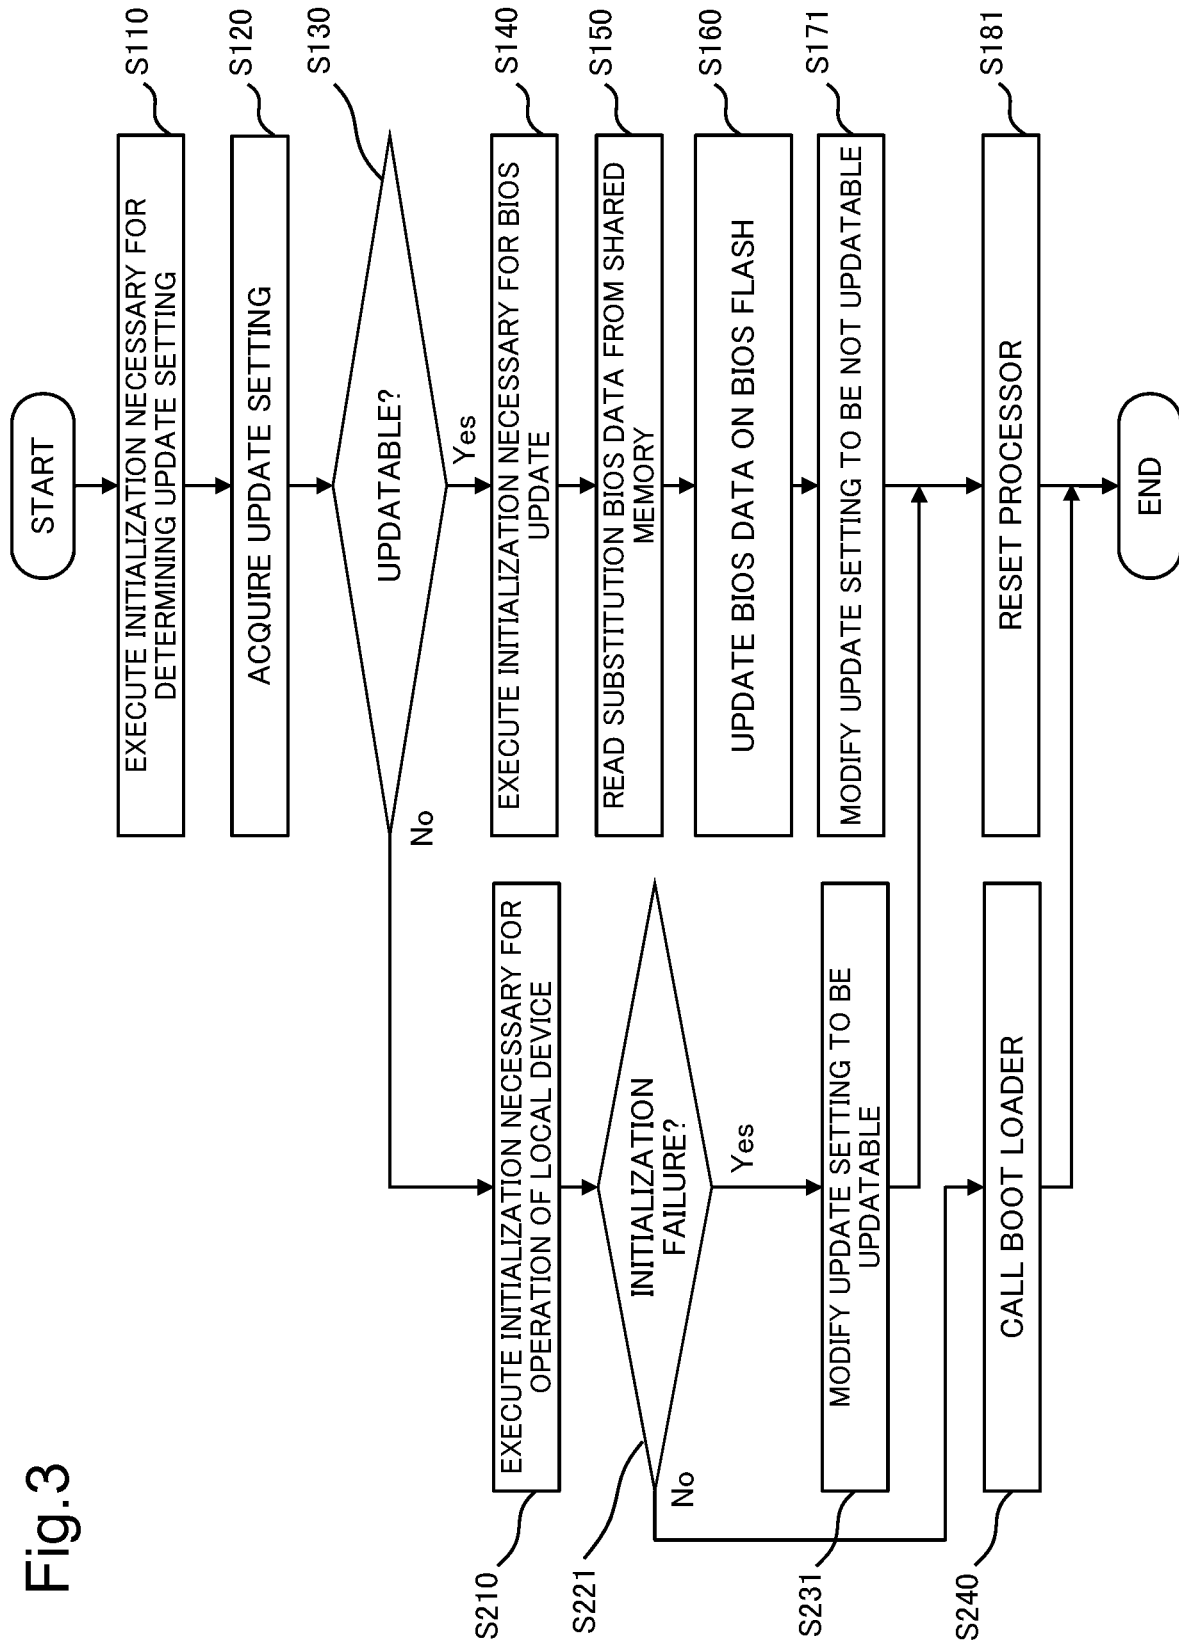 Fig.3
START
EXECUTE INITIALIZATION NECESSARY FOR
DETERMINING UPDATE SETTING
S110
ACQUIRE UPDATE SETTING
S120
UPDATABLE?
S130
No
Yes
EXECUTE INITIALIZATION NECESSARY FOR BIOS
UPDATE
S140
READ SUBSTITUTION BIOS DATA FROM SHARED
MEMORY
S150
UPDATE BIOS DATA ON BIOS FLASH
S160
MODIFY UPDATE SETTING TO BE NOT UPDATABLE
S171
S210
EXECUTE INITIALIZATION NECESSARY FOR
OPERATION OF LOCAL DEVICE
S221
INITIALIZATION
FAILURE?
No
Yes
S231
MODIFY UPDATE SETTING TO BE
UPDATABLE
S240
CALL BOOT LOADER
RESET PROCESSOR
S181
END